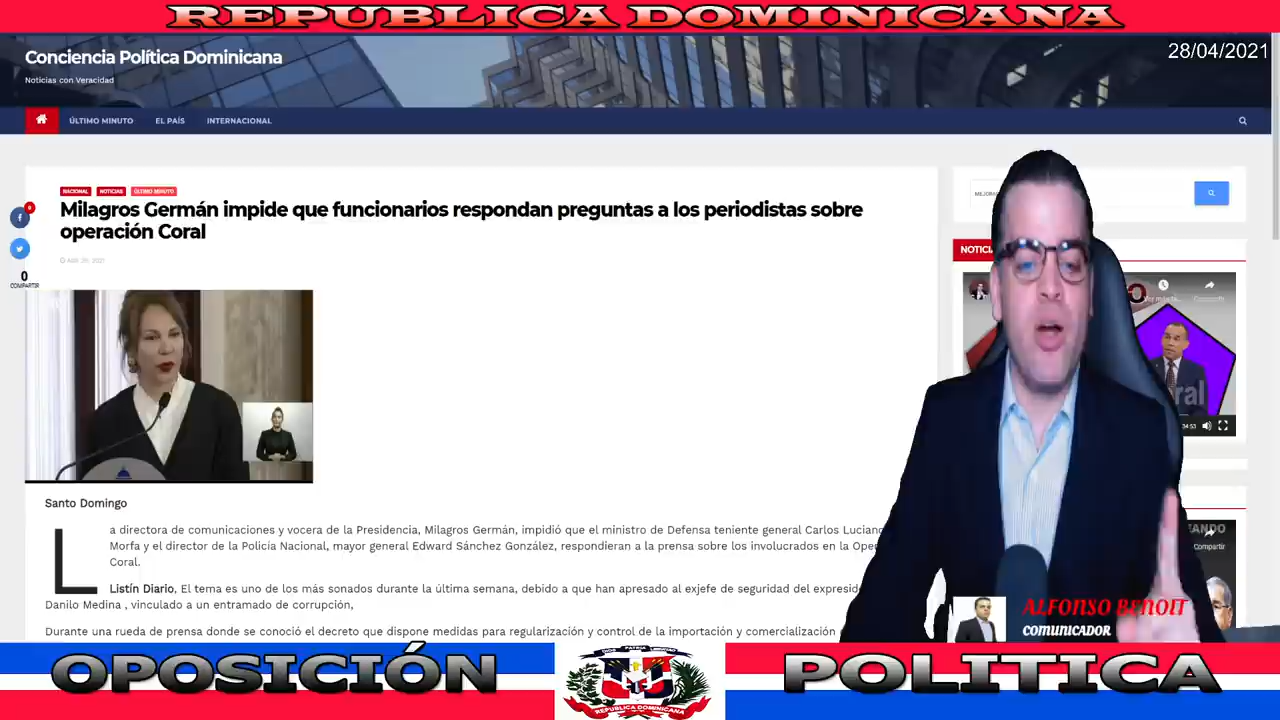 REPUBLICA DOMINICANA
Conciencia Política Dominicana
28/04/2021
Noticias con Veracidad
ÚLTIMO MINUTO
EL PAÍS
INTERNACIONAL
NACIONAL
NOTICIAS
ÚLTIMO MINUTO
Milagros Germán impide que funcionarios respondan preguntas a los periodistas sobre
operación Coral
2021
0
COMPARTIR
Santo Domingo
La directora de comunicaciones y vocera de la Presidencia, Milagros Germán, impidió que el ministro de Defensa teniente general Carlos Luciano
Morfa y el director de la Policía Nacional, mayor general Edward Sánchez González, respondieran a la prensa sobre los involucrados en la
Coral.
Listín Diario, El tema es uno de los más sonados durante la última semana, debido a que han apresado al exjefe de seguridad del
Danilo Medina , vinculado a un entramado de corrupción,
Durante una rueda de prensa donde se conoció el decreto que dispone medidas para regularización y control de la importación y comercialización
Compartir
ALFONSO BENOIT
COMUNICADOR
OPOSICIÓN
POLITICA
REPUBLICA DOMINICANA